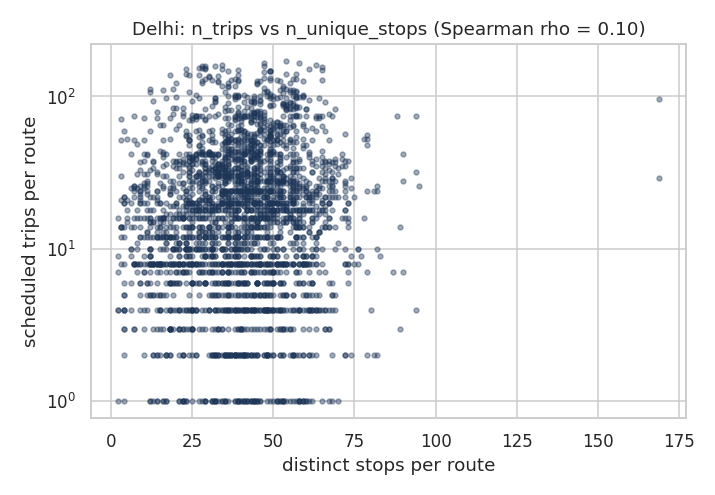 Delhi: n_trips vs n_unique_stops (Spearman rho = 0.10)
scheduled trips per route
10²
10¹
10⁰
0 25 50 75 100 125 150 175
distinct stops per route